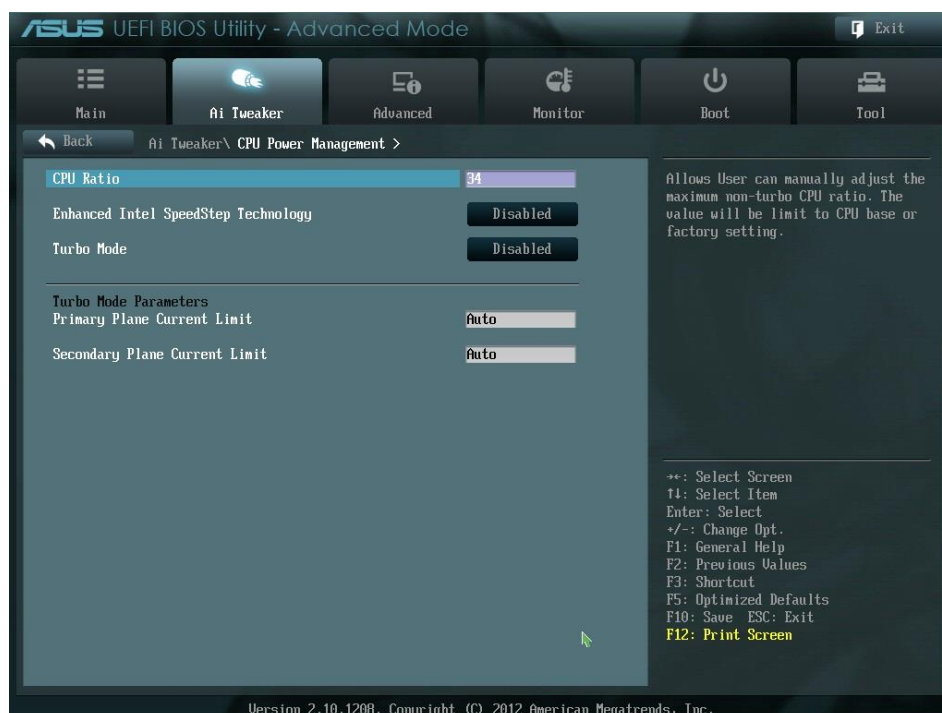 ASUS UEFI BIOS Utility - Advanced Mode
Exit
Main
Ai Tweaker
Advanced
Monitor
Boot
Tool
Back
Ai Tweaker\ CPU Power Management >
CPU Ratio 34
Enhanced Intel SpeedStep Technology Disabled
Turbo Mode Disabled
Turbo Mode Parameters
Primary Plane Current Limit Auto
Secondary Plane Current Limit Auto
Allows User can manually adjust the
maximum non-turbo CPU ratio. The
value will be limit to CPU base or
factory setting.
→←: Select Screen
↑↓: Select Item
Enter: Select
+/-: Change Opt.
F1: General Help
F2: Previous Values
F3: Shortcut
F5: Optimized Defaults
F10: Save ESC: Exit
F12: Print Screen
Version 2.10.1208. Copyright (C) 2012 American Megatrends, Inc.